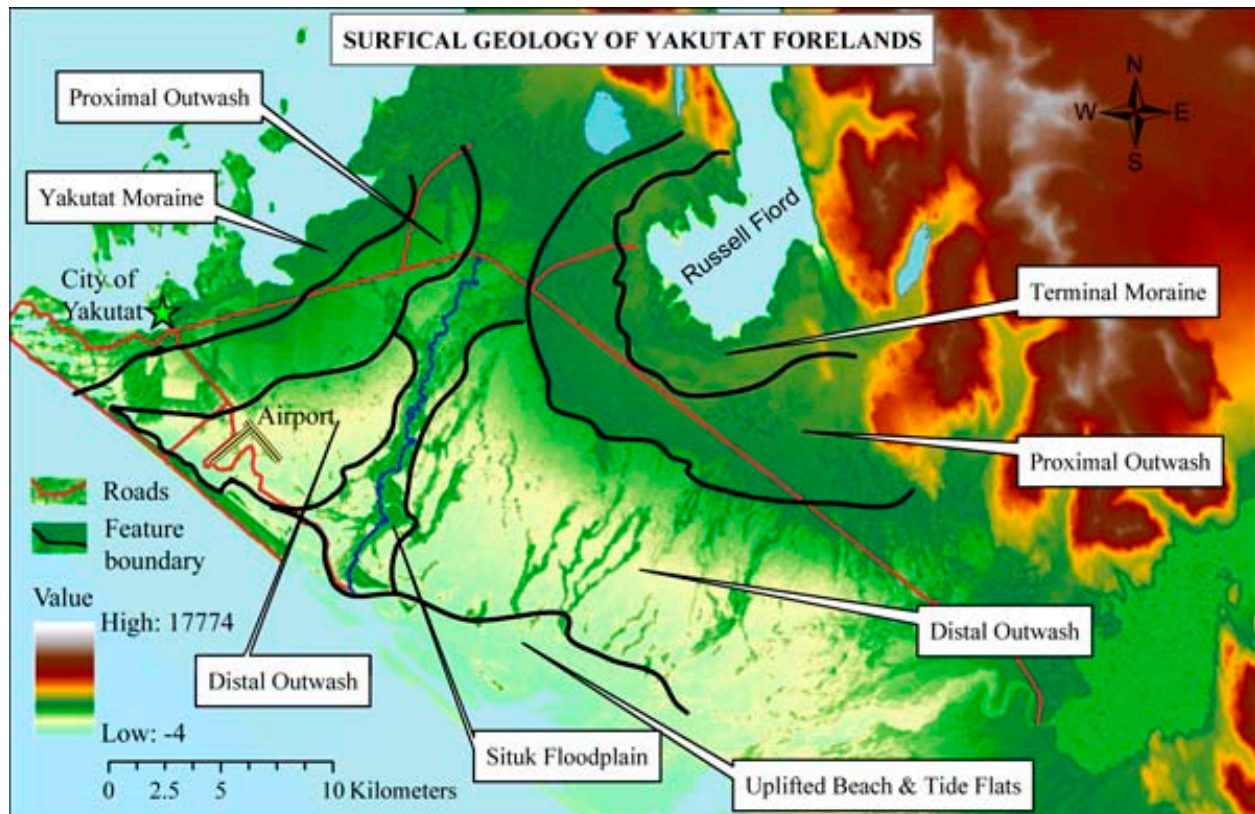 SURFICAL GEOLOGY OF YAKUTAT FORELANDS
Proximal Outwash
N
W E
S
Yakutat Moraine
Russell Fiord
City of
Yakutat
Terminal Moraine
Airport
Proximal Outwash
Roads
Feature
boundary
Value
High: 17774
Distal Outwash
Distal Outwash
Low: -4
Situk Floodplain
Uplifted Beach & Tide Flats
0 2.5 5 10 Kilometers